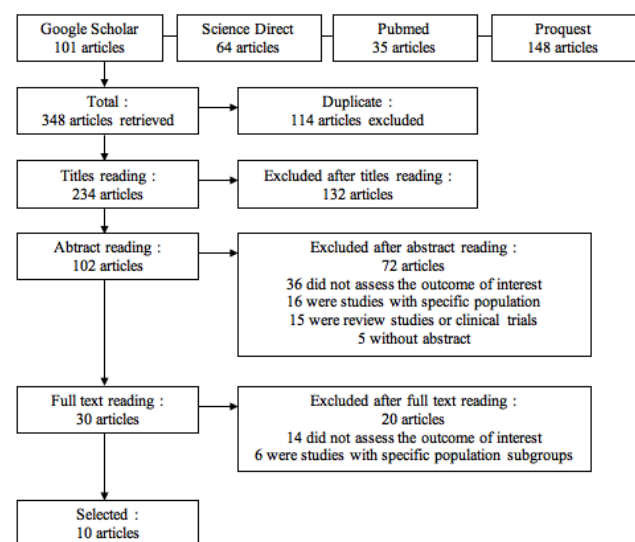 Google Scholar
101 articles
Science Direct
64 articles
Pubmed
35 articles
Proquest
148 articles
Total :
348 articles retrieved
Duplicate :
114 articles excluded
Titles reading :
234 articles
Excluded after titles reading :
132 articles
Abtract reading :
102 articles
Excluded after abstract reading :
72 articles
36 did not assess the outcome of interest
16 were studies with specific population
15 were review studies or clinical trials
5 without abstract
Full text reading :
30 articles
Excluded after full text reading :
20 articles
14 did not assess the outcome of interest
6 were studies with specific population subgroups
Selected :
10 articles